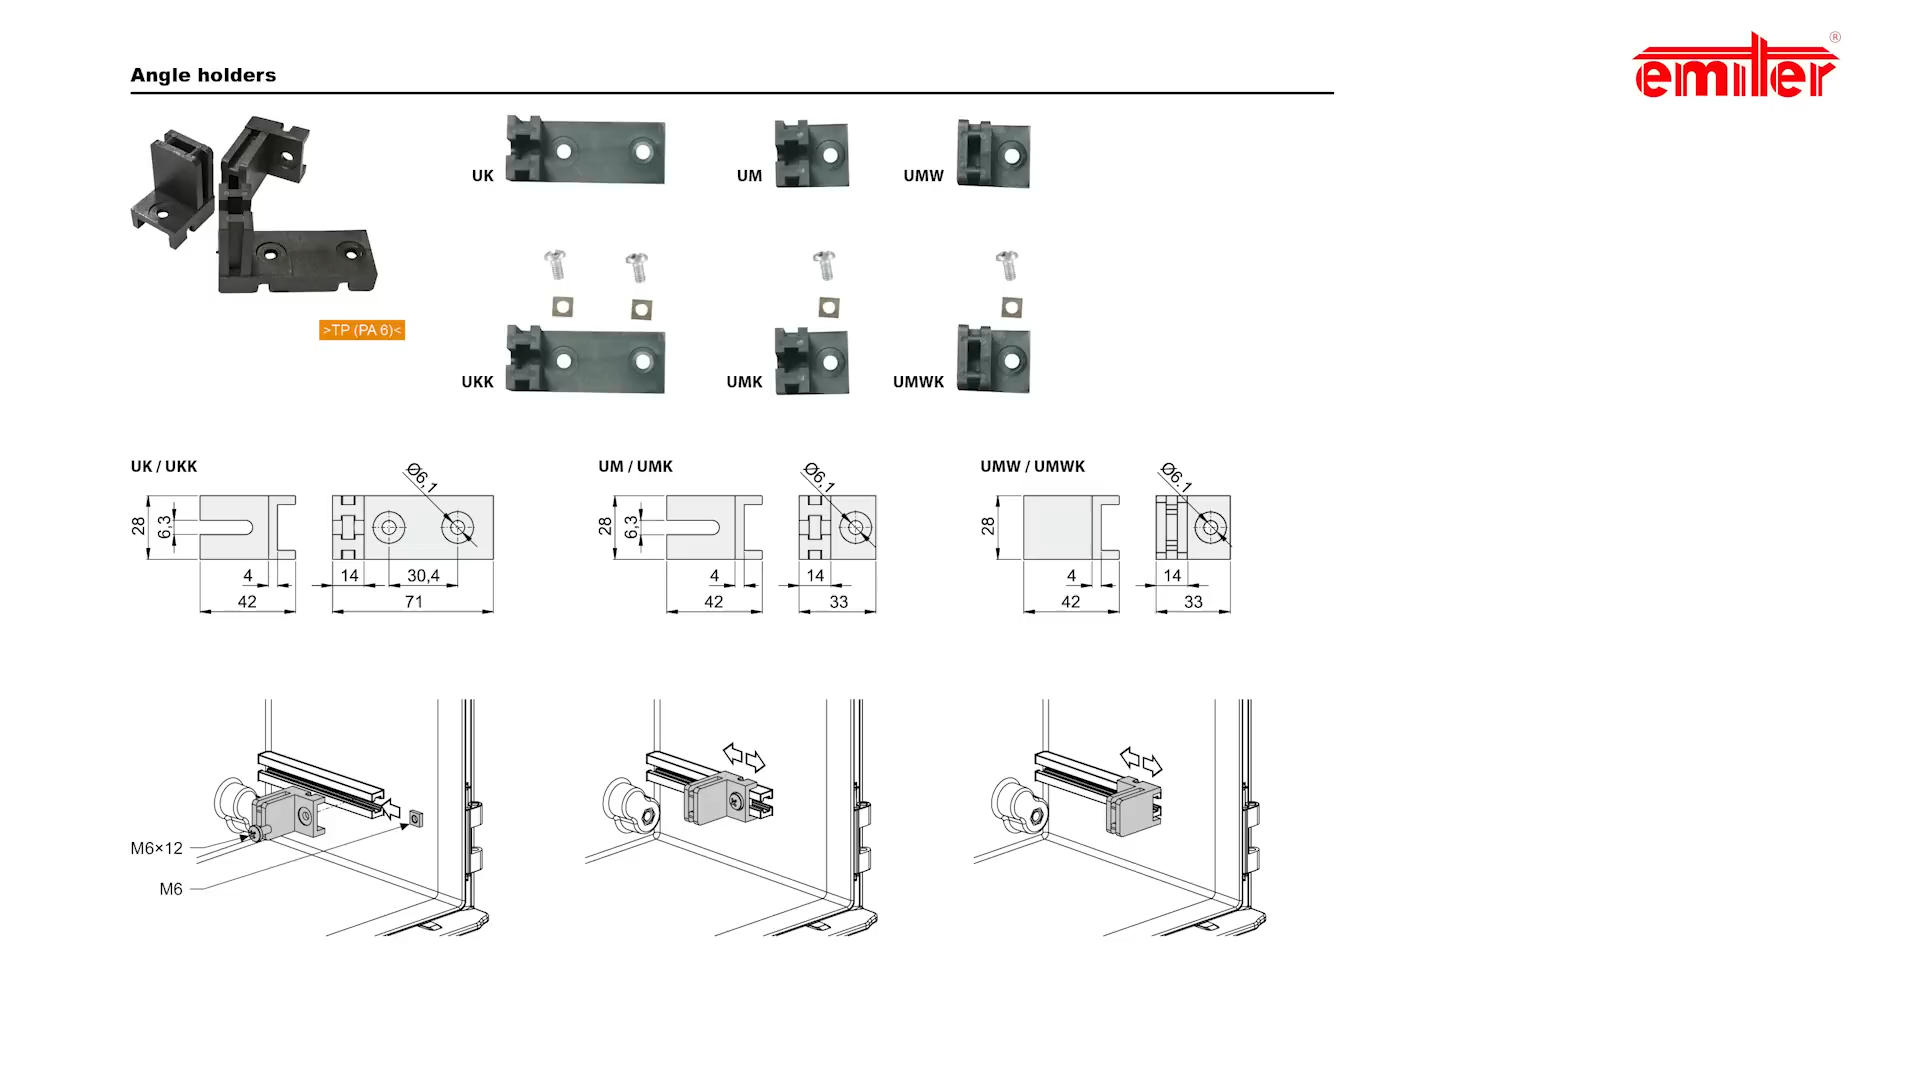 emiter ®
Angle holders
UK
UM
UMW
>TP (PA 6)<
UKK
UMK
UMWK
UK / UKK
28
6,3
4
42
Ø6,1
14
30,4
71
UM / UMK
28
6,3
4
42
Ø6,1
14
33
UMW / UMWK
28
4
42
Ø6,1
14
33
M6×12
M6